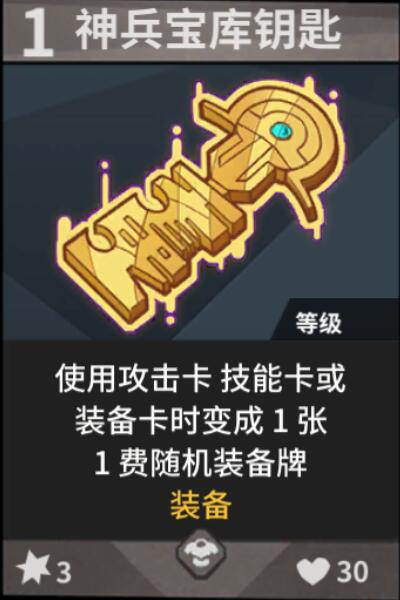 1 神兵宝库钥匙
等级
使用攻击卡 技能卡或
装备卡时变成 1 张
1 费随机装备牌
装备
3 30